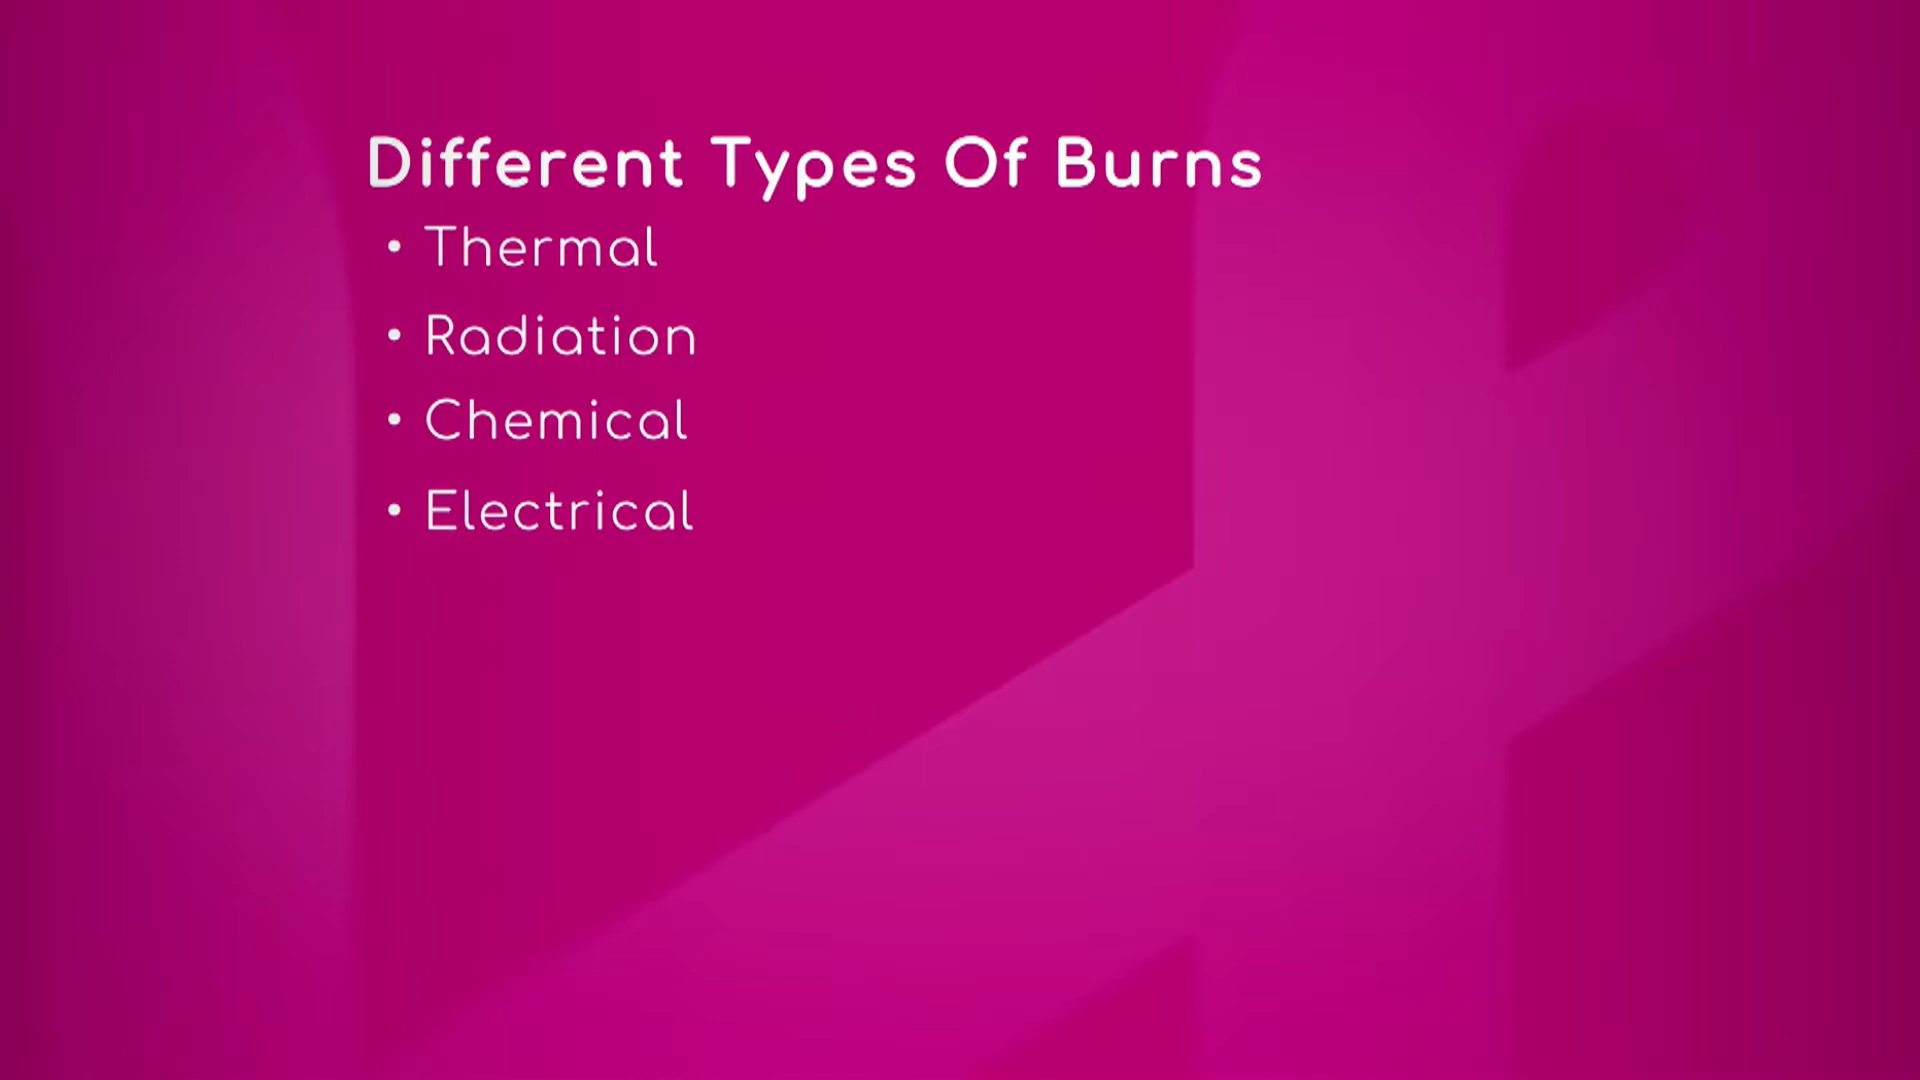 Different Types Of Burns
• Thermal
• Radiation
• Chemical
• Electrical